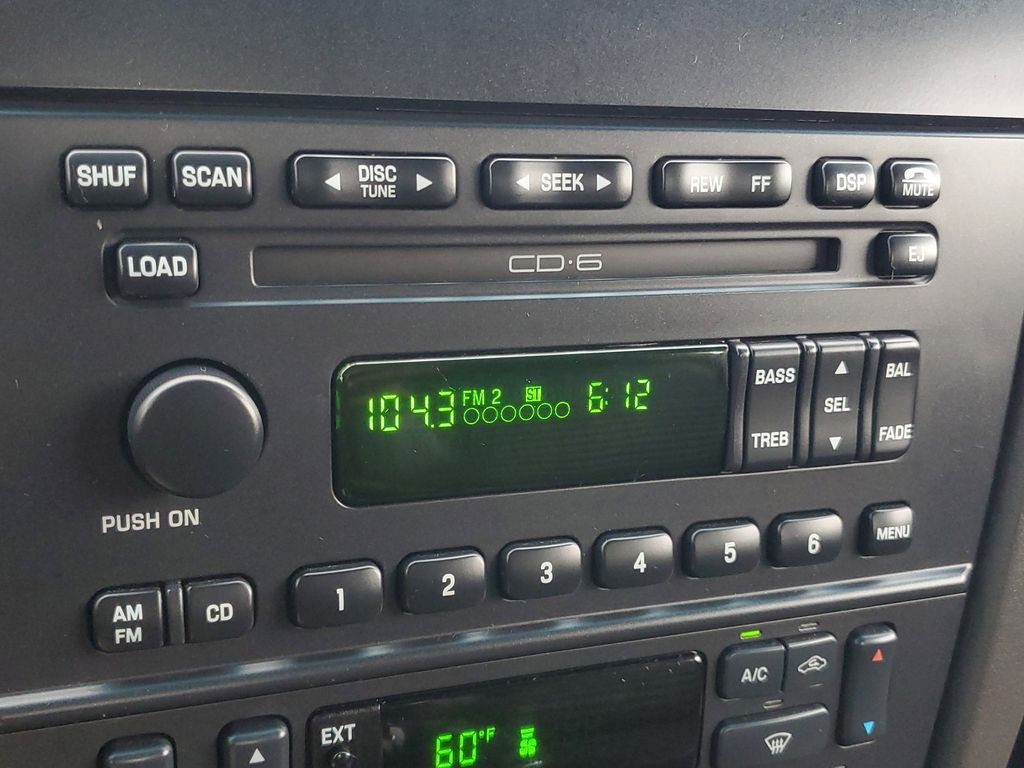 SHUF SCAN DISC TUNE SEEK REW FF DSP MUTE
LOAD CD·6 EJ
104.3 FM 2 ST 6:12
BASS TREB SEL BAL FADE
PUSH ON
AM FM CD 1 2 3 4 5 6 MENU
A/C
EXT 60°F